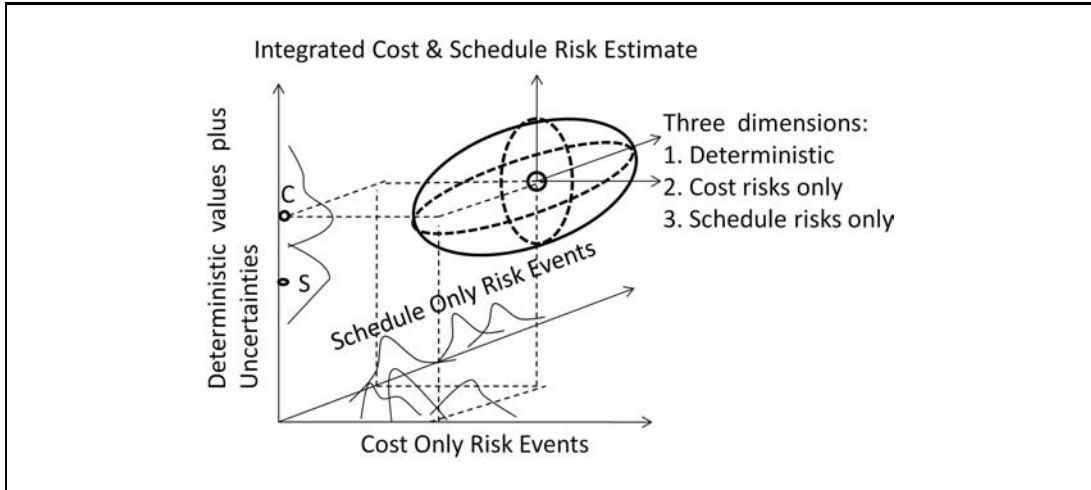 Integrated Cost & Schedule Risk Estimate
Deterministic values plus
Uncertainties
C
S
Three dimensions:
1. Deterministic
2. Cost risks only
3. Schedule risks only
Schedule Only Risk Events
Cost Only Risk Events